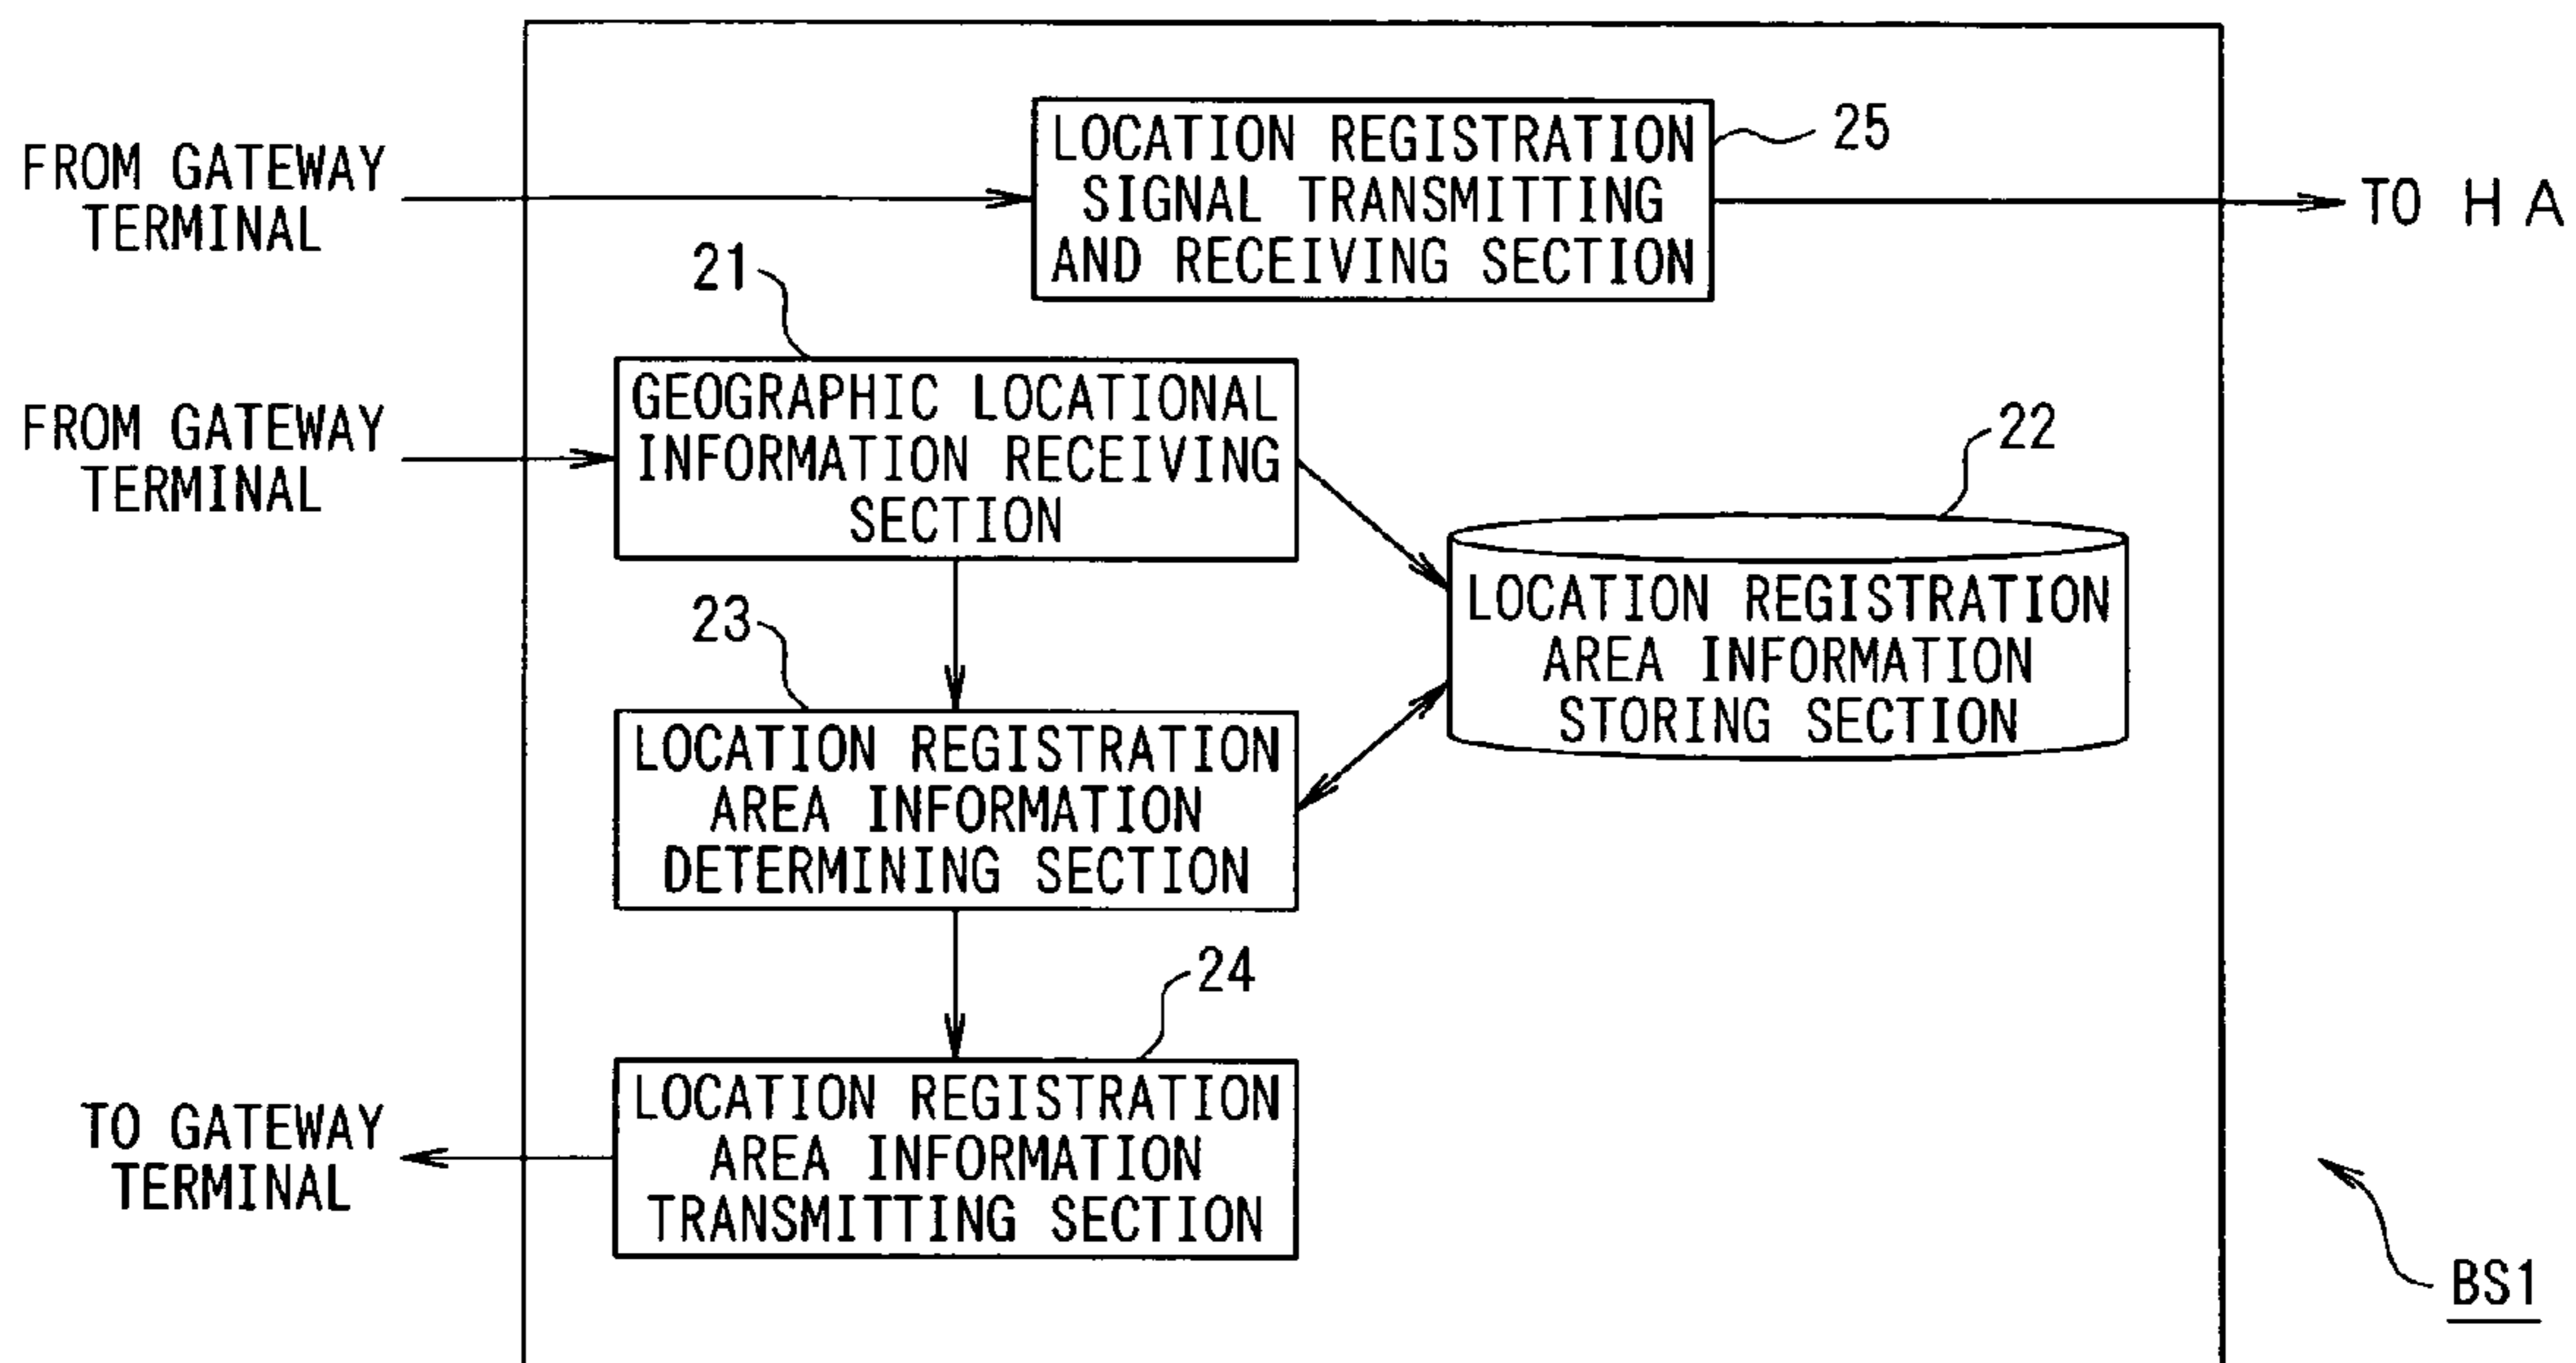 FROM GATEWAY
TERMINAL
LOCATION REGISTRATION
SIGNAL TRANSMITTING
AND RECEIVING SECTION
25
TO HA
21
FROM GATEWAY
TERMINAL
GEOGRAPHIC LOCATIONAL
INFORMATION RECEIVING
SECTION
22
LOCATION REGISTRATION
AREA INFORMATION
STORING SECTION
23
LOCATION REGISTRATION
AREA INFORMATION
DETERMINING SECTION
24
TO GATEWAY
TERMINAL
LOCATION REGISTRATION
AREA INFORMATION
TRANSMITTING SECTION
BS1